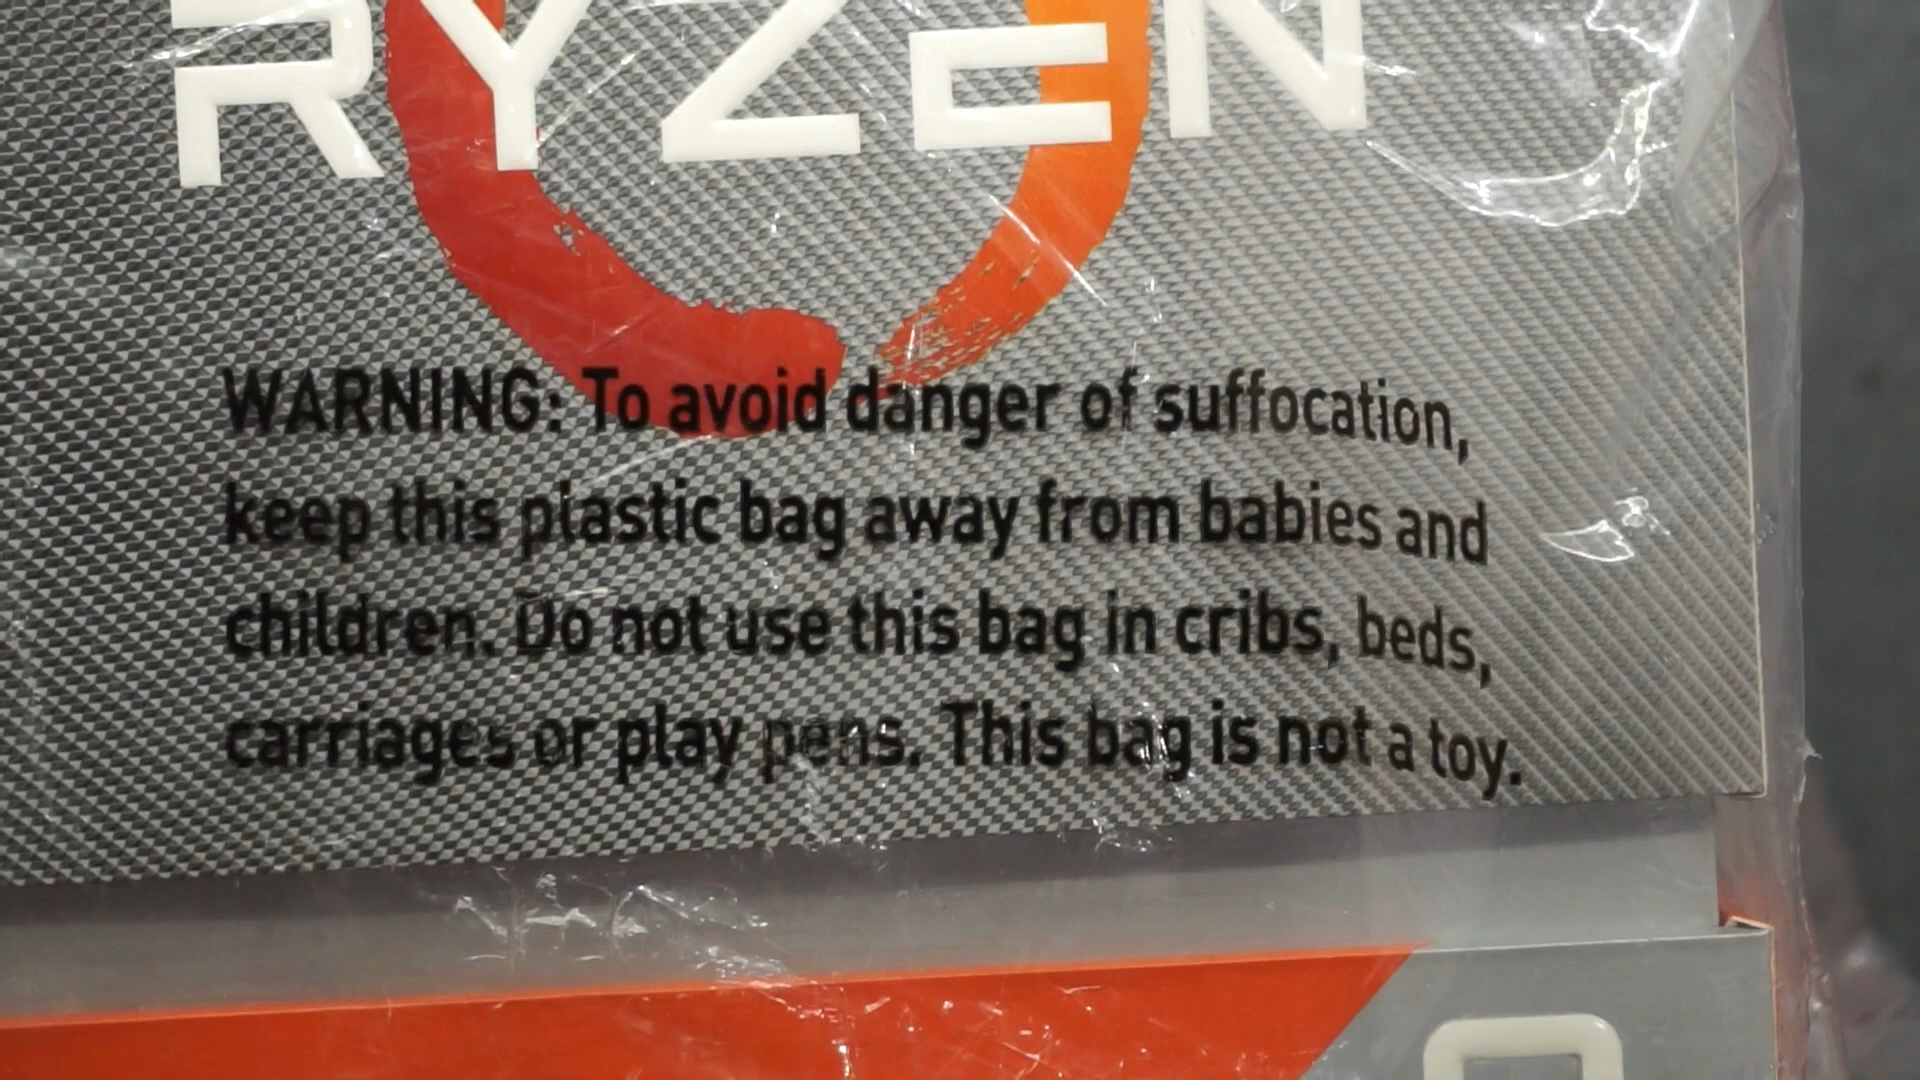 RYZEN
WARNING: To avoid danger of suffocation,
keep this plastic bag away from babies and
children. Do not use this bag in cribs, beds,
carriages or play pens. This bag is not a toy.